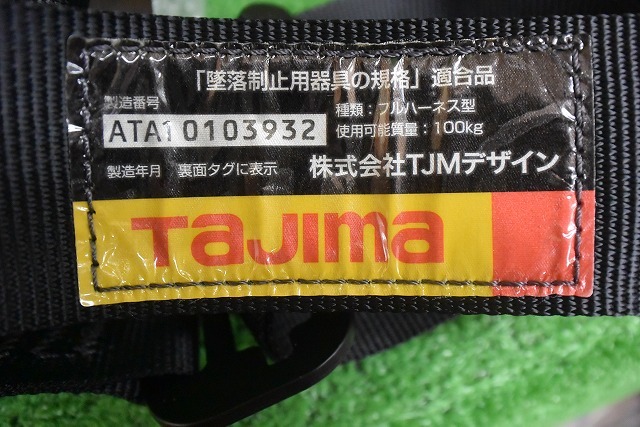 「墜落制止用器具の規格」適合品
製造番号
ATA10103932
種類：フルハーネス型
使用可能質量：100kg
製造年月 裏面タグに表示
株式会社TJMデザイン
TaJIma